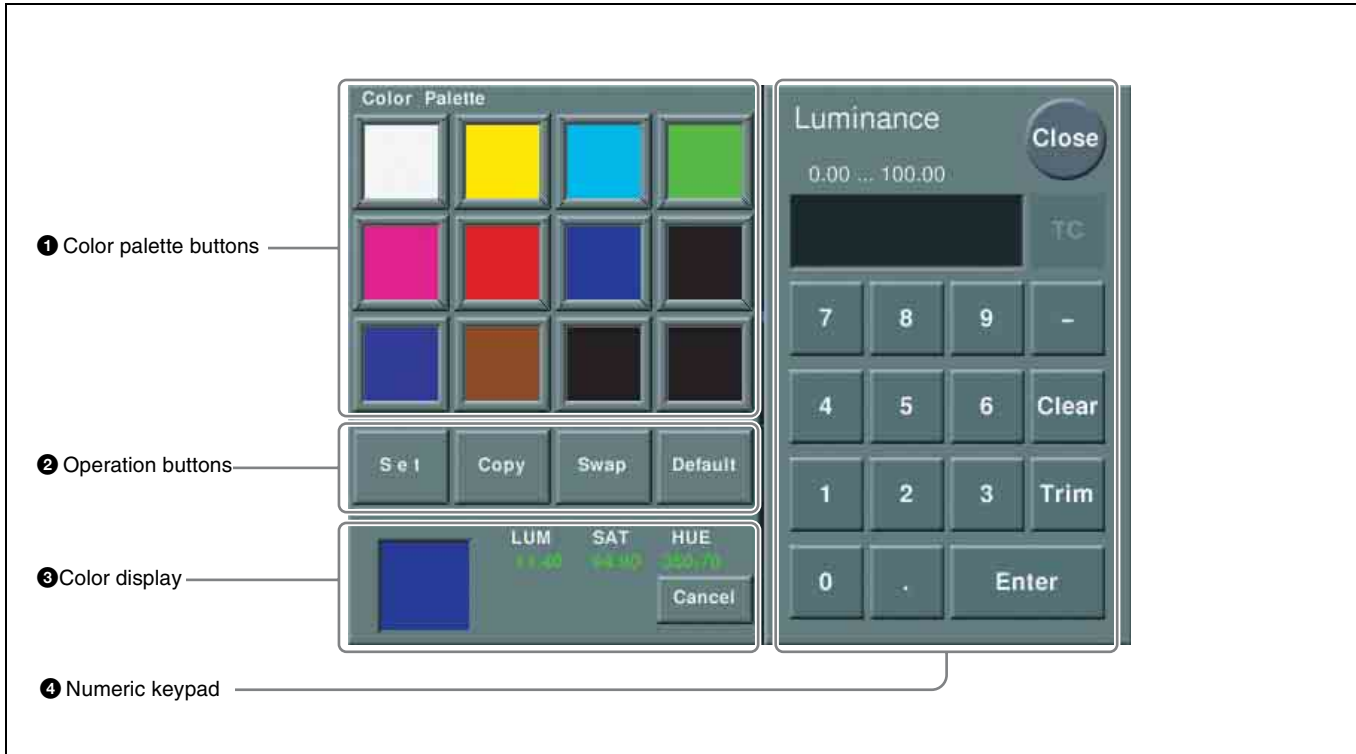 Color Palette
❶ Color palette buttons
❷ Operation buttons
Set Copy Swap Default
❸ Color display
LUM SAT HUE
Cancel
❹ Numeric keypad
Luminance
Close
0.00 ... 100.00
TC
7 8 9 –
4 5 6 Clear
1 2 3 Trim
0 . Enter